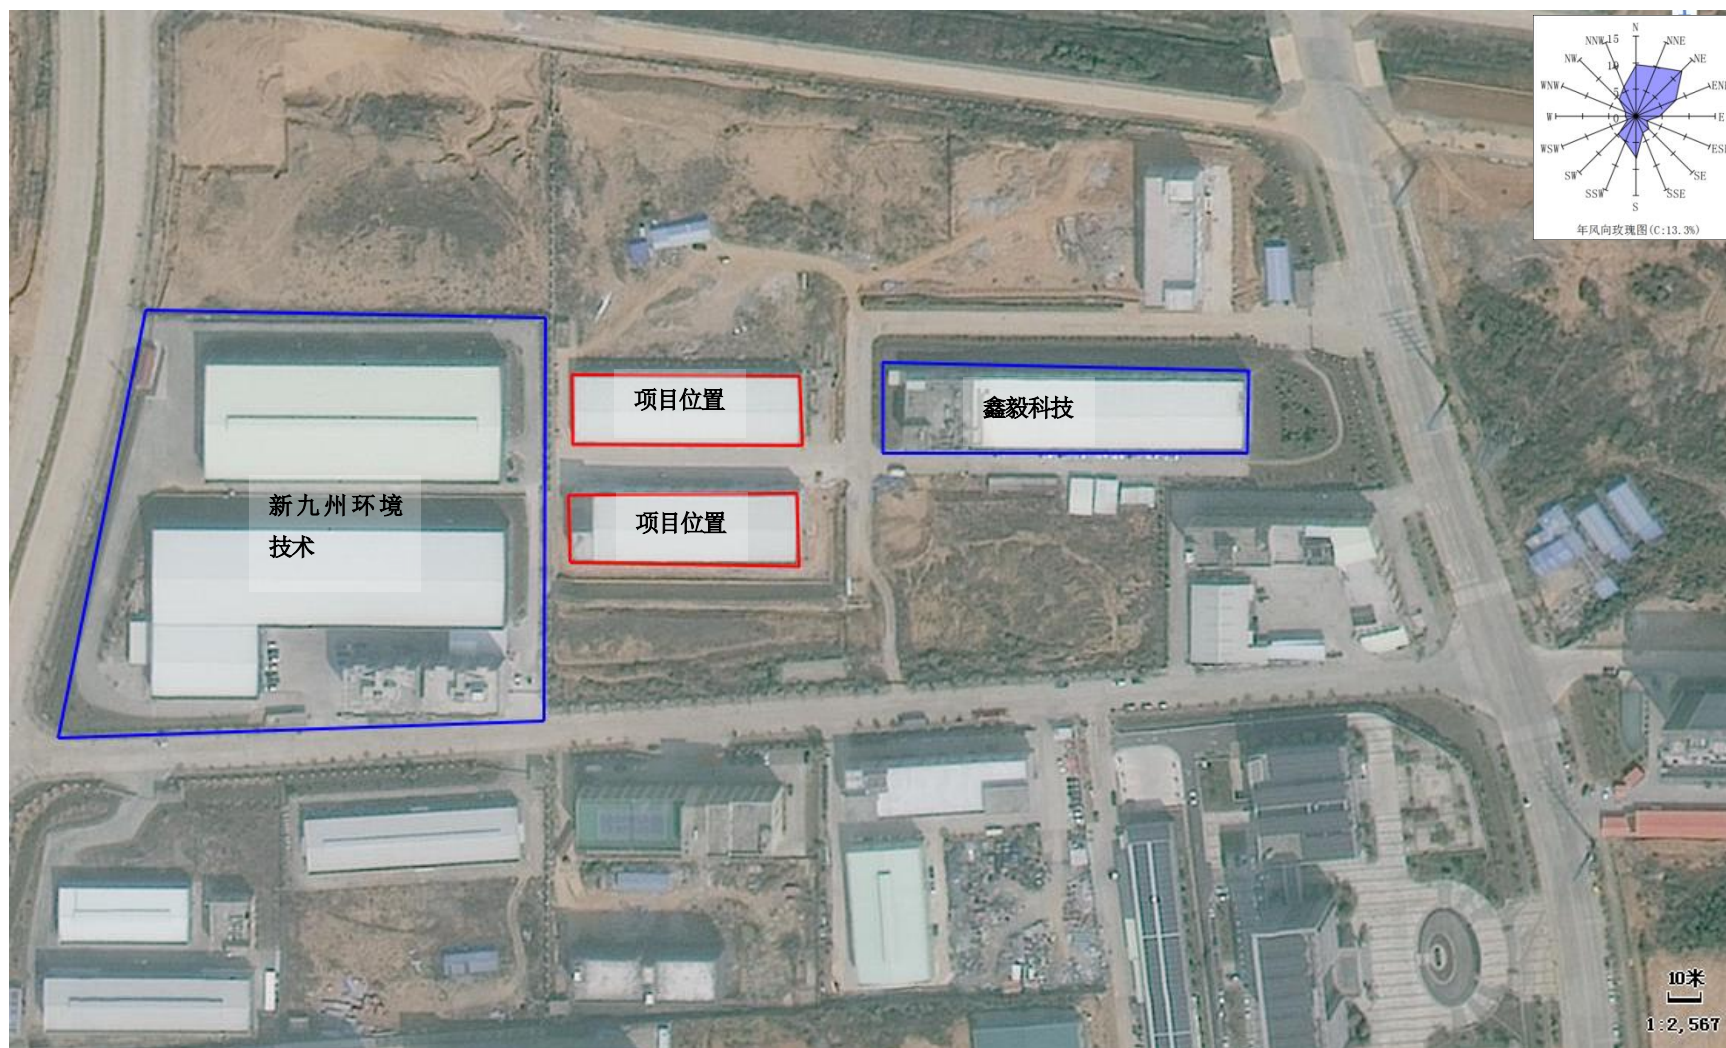 N
NNW
15
NNE
NW
10
NE
WNW
5
ENE
W
0
E
WSW
ESE
SW
SE
SSW
SSE
S
年风向玫瑰图(C:13.3%)
项目位置
鑫毅科技
新九州环境
技术
项目位置
10米
1:2,567